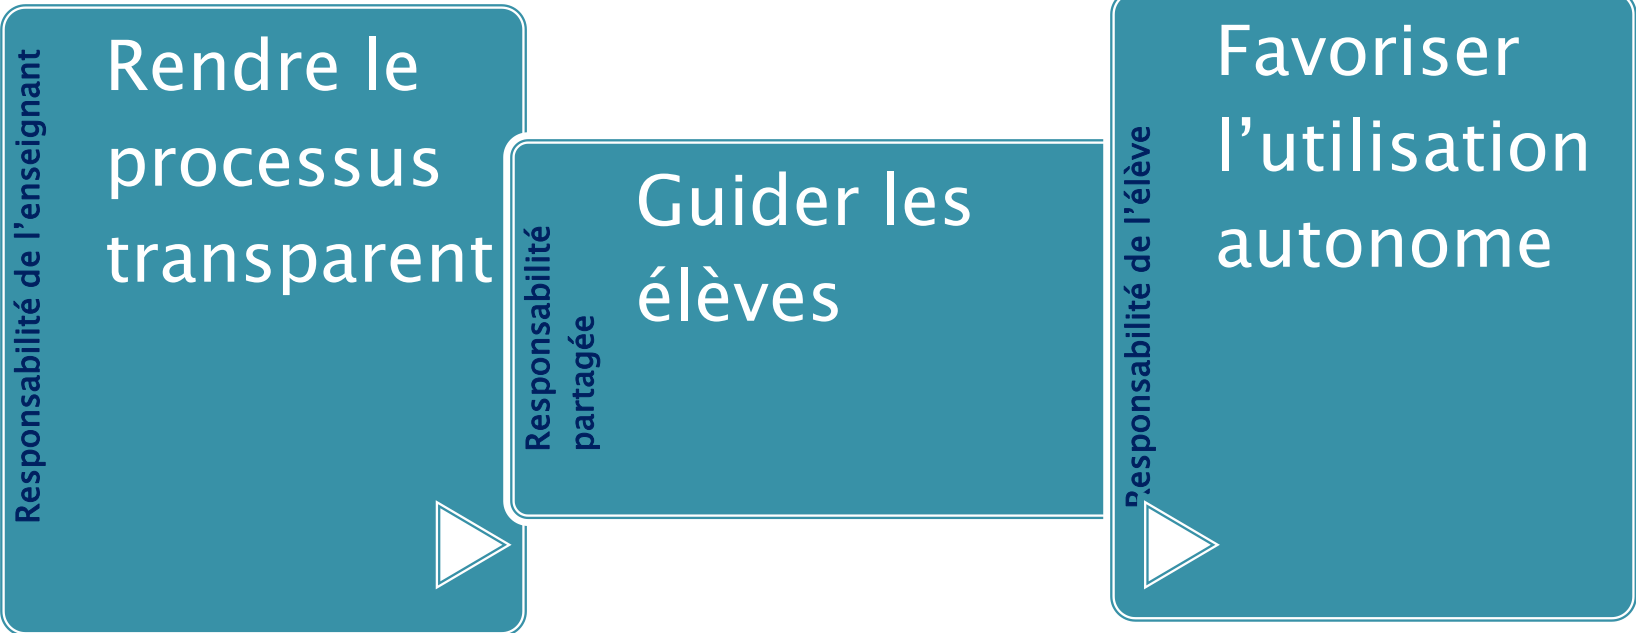 Responsabilité de l'enseignant
Rendre le
processus
transparent
Responsabilité
partagée
Guider les
élèves
Responsabilité de l'élève
Favoriser
l’utilisation
autonome